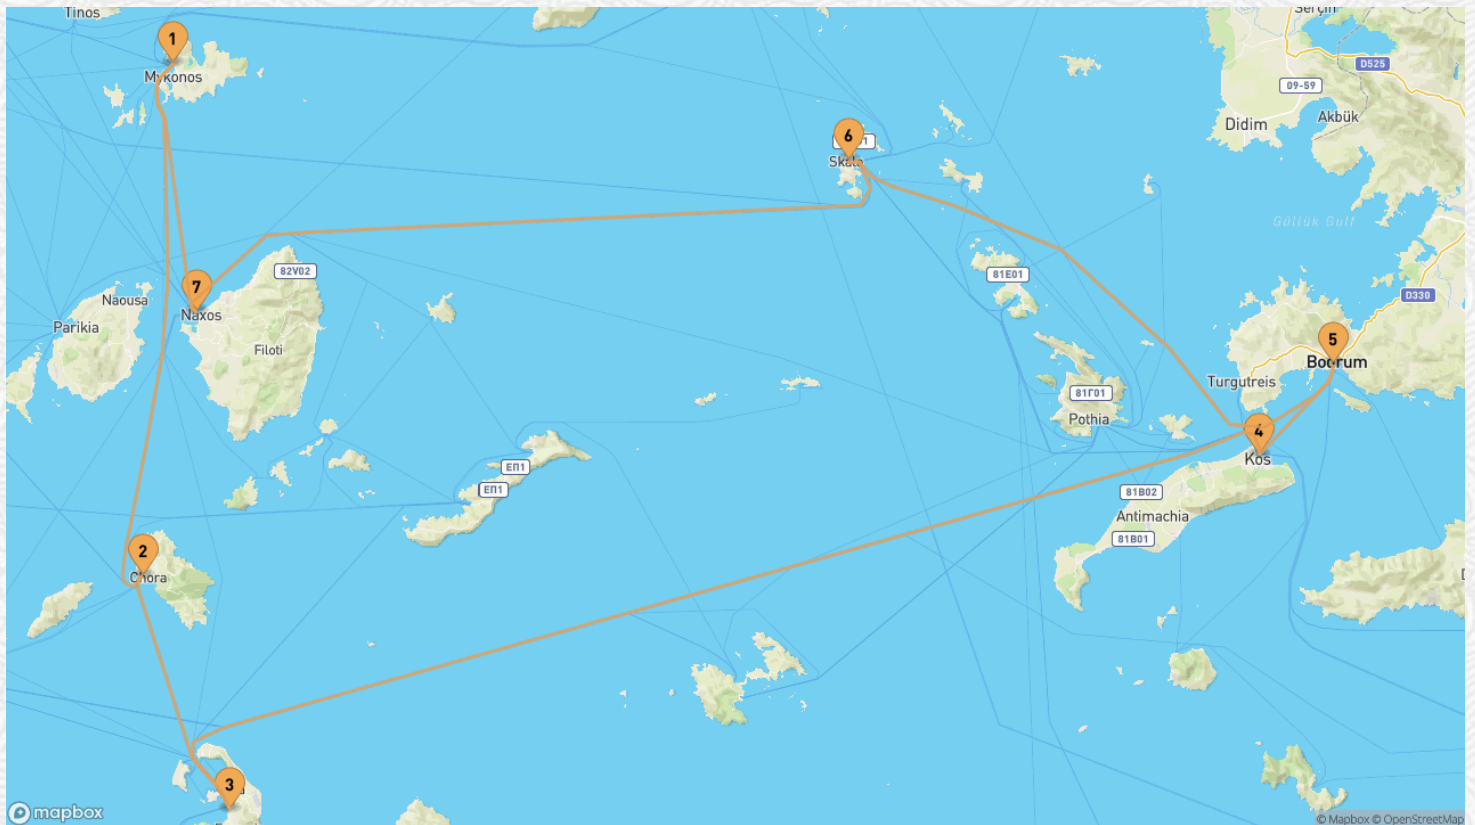 Tinos
Serçin
1
D525
Mykonos
09-59
Akbük
Didim
6
Skala
Güllük Gulf
82V02
81E01
7
D330
Naousa
Naxos
Parikia
5
Filoti
Bodrum
Turgutreis
81Γ01
Pothia
4
Kos
ΕΠ1
ΕΠ1
81B02
Antimachia
81B01
2
Chora
3
mapbox
© Mapbox © OpenStreetMap